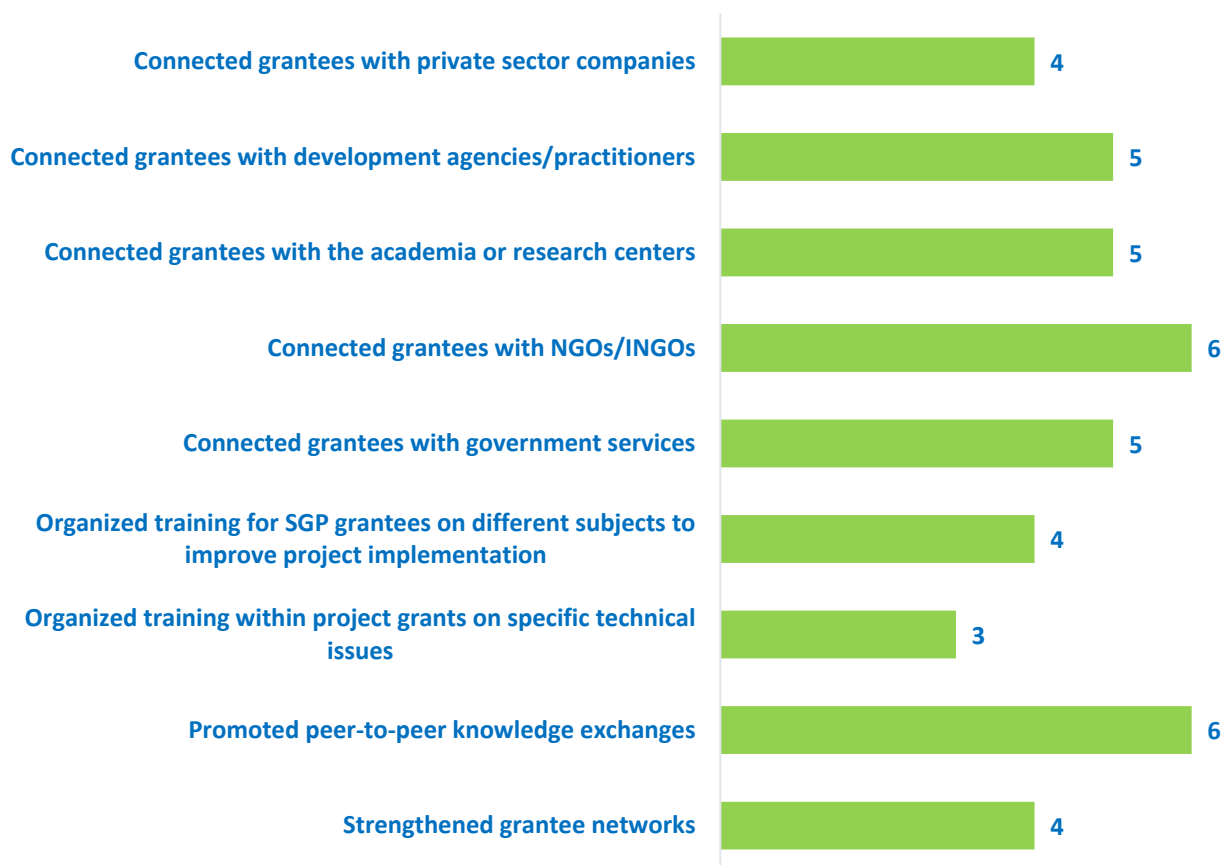 Connected grantees with private sector companies 4
Connected grantees with development agencies/practitioners 5
Connected grantees with the academia or research centers 5
Connected grantees with NGOs/INGOs 6
Connected grantees with government services 5
Organized training for SGP grantees on different subjects to
improve project implementation 4
Organized training within project grants on specific technical
issues 3
Promoted peer-to-peer knowledge exchanges 6
Strengthened grantee networks 4